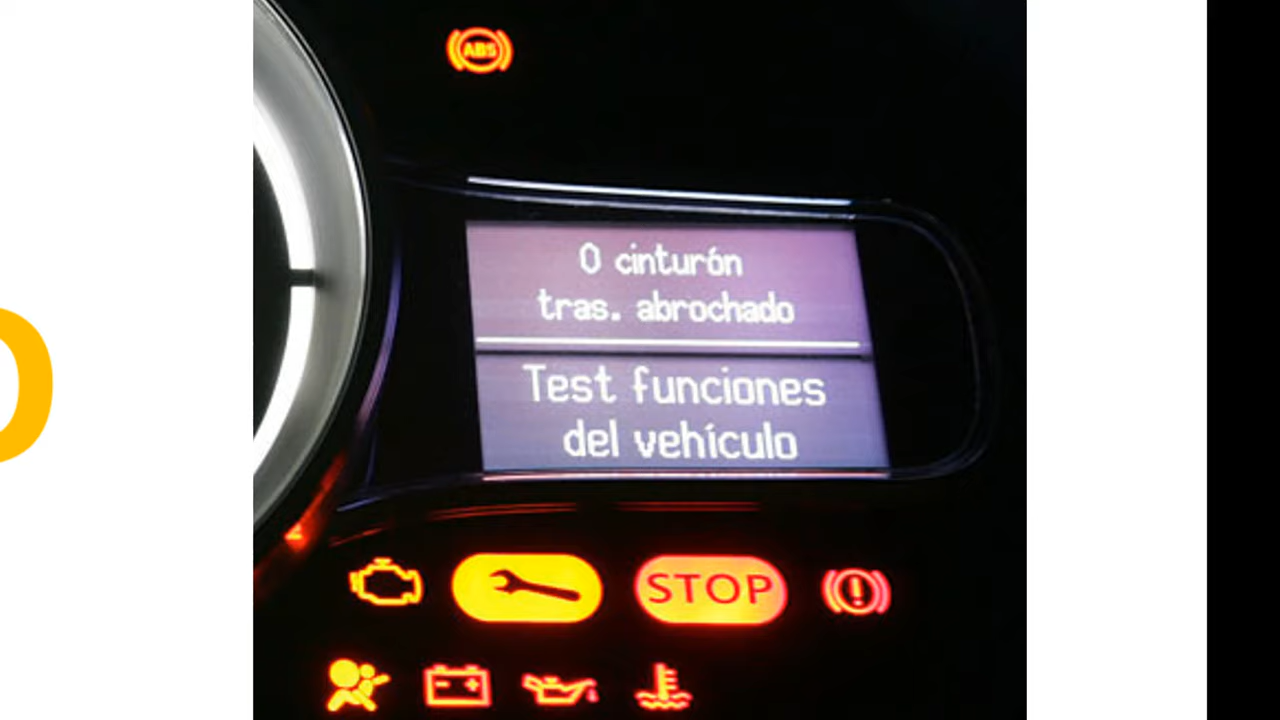 ABS
0 cinturón
tras. abrochado
Test funciones
del vehículo
STOP